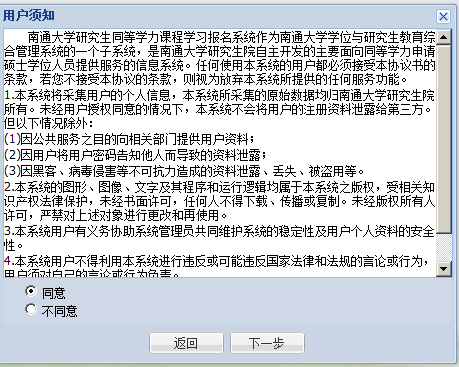 用户须知
南通大学研究生同等学力课程学习报名系统作为南通大学学位与研究生教育综
合管理系统的一个子系统，是南通大学研究生院自主开发的主要面向同等学力申请
硕士学位人员提供服务的信息系统。任何使用本系统的用户都必须接受本协议书的
条款，若您不接受本协议的条款，则视为放弃本系统所提供的任何服务功能。
1.本系统将采集用户的个人信息，本系统所采集的原始数据均归南通大学研究生院
所有。未经用户授权同意的情况下，本系统不会将用户的注册资料泄露给第三方。
但以下情况除外：
(1)因公共服务之目的向相关部门提供用户资料；
(2)因用户将用户密码告知他人而导致的资料泄露；
(3)因黑客、病毒侵害等不可抗力造成的资料泄露、丢失、被盗用等。
2.本系统的图形、图像、文字及其程序和运行逻辑均属于本系统之版权，受相关知
识产权法律保护，未经书面许可，任何人不得下载、传播或复制。未经版权所有人
许可，严禁对上述对象进行更改和再使用。
3.本系统用户有义务协助系统管理员共同维护系统的稳定性及用户个人资料的安全
性。
4.本系统用户不得利用本系统进行违反或可能违反国家法律和法规的言论或行为，
用户须对自己的言论或行为负责。
同意
不同意
返回 下一步